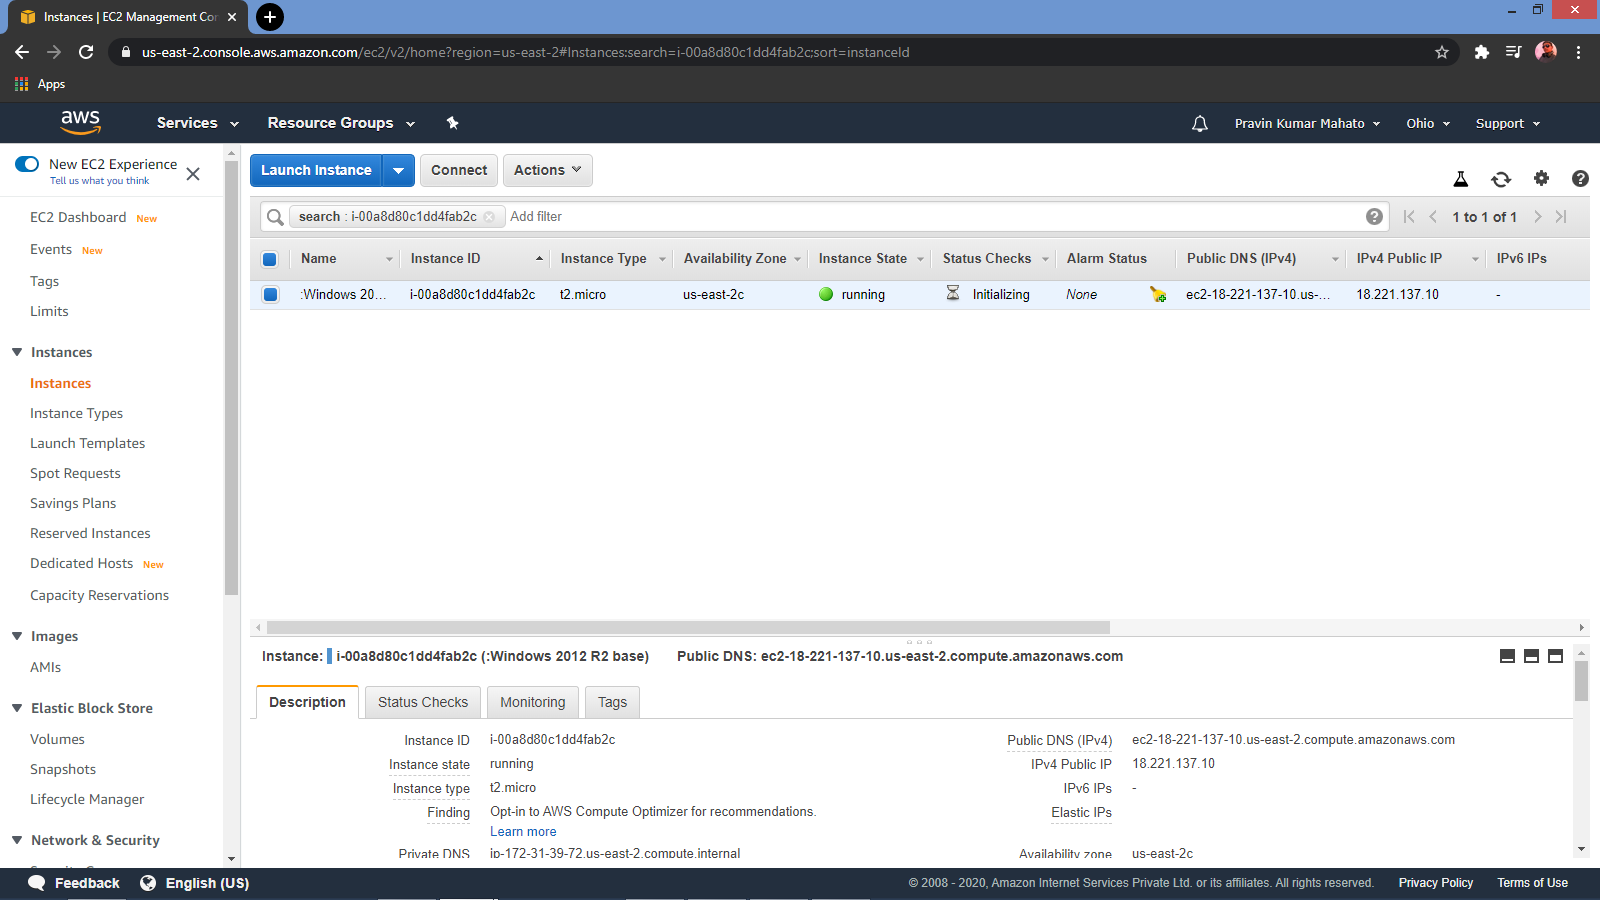 Instances | EC2 Management Con
us-east-2.console.aws.amazon.com/ec2/v2/home?region=us-east-2#Instances:search=i-00a8d80c1dd4fab2c;sort=instanceId
Apps
aws Services Resource Groups Pravin Kumar Mahato Ohio Support
New EC2 Experience
Tell us what you think
EC2 Dashboard New
Events New
Tags
Limits
Instances
Instances
Instance Types
Launch Templates
Spot Requests
Savings Plans
Reserved Instances
Dedicated Hosts New
Capacity Reservations
Images
AMIs
Elastic Block Store
Volumes
Snapshots
Lifecycle Manager
Network & Security
Launch Instance Connect Actions
search : i-00a8d80c1dd4fab2c Add filter 1 to 1 of 1
Name Instance ID Instance Type Availability Zone Instance State Status Checks Alarm Status Public DNS (IPv4) IPv4 Public IP IPv6 IPs
:Windows 20... i-00a8d80c1dd4fab2c t2.micro us-east-2c running Initializing None ec2-18-221-137-10.us-... 18.221.137.10 -
Instance: i-00a8d80c1dd4fab2c (:Windows 2012 R2 base) Public DNS: ec2-18-221-137-10.us-east-2.compute.amazonaws.com
Description Status Checks Monitoring Tags
Instance ID i-00a8d80c1dd4fab2c Public DNS (IPv4) ec2-18-221-137-10.us-east-2.compute.amazonaws.com
Instance state running IPv4 Public IP 18.221.137.10
Instance type t2.micro IPv6 IPs -
Finding Opt-in to AWS Compute Optimizer for recommendations. Elastic IPs
Learn more
Private DNS ip-172-31-39-72.us-east-2.compute.internal Availability zone us-east-2c
Feedback English (US) © 2008 - 2020, Amazon Internet Services Private Ltd. or its affiliates. All rights reserved. Privacy Policy Terms of Use